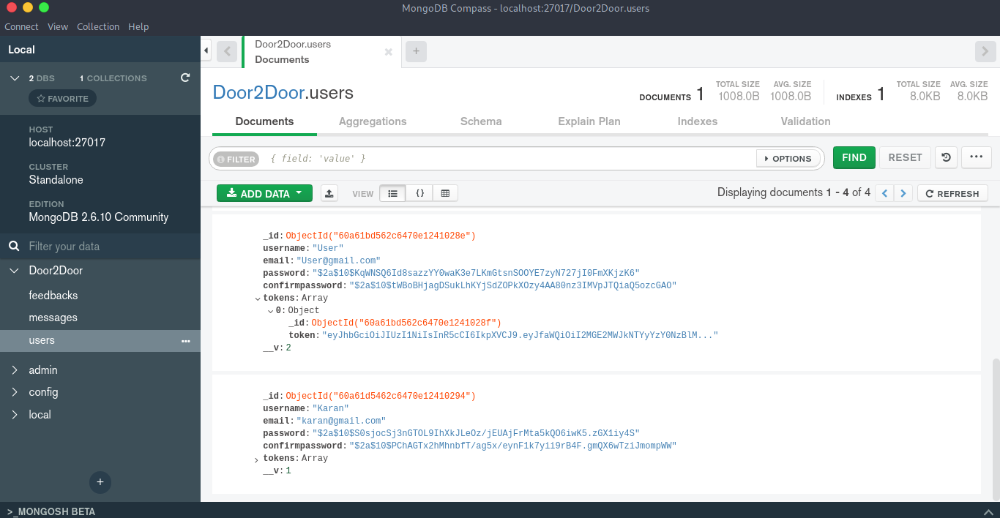 MongoDB Compass - localhost:27017/Door2Door.users
Connect View Collection Help
Local
2 DBS 1 COLLECTIONS
FAVORITE
HOST
localhost:27017
CLUSTER
Standalone
EDITION
MongoDB 2.6.10 Community
Filter your data
Door2Door
feedbacks
messages
users
admin
config
local
+
>_MONGOSH BETA
Door2Door.users
Documents
+
Door2Door.users
DOCUMENTS 1 TOTAL SIZE 1008.0B AVG. SIZE 1008.0B INDEXES 1 TOTAL SIZE 8.0KB AVG. SIZE 8.0KB
Documents Aggregations Schema Explain Plan Indexes Validation
FILTER { field: 'value' } OPTIONS FIND RESET ...
ADD DATA VIEW {} Displaying documents 1 - 4 of 4 REFRESH
_id: ObjectId("60a61bd562c6470e1241028e")
username: "User"
email: "User@gmail.com"
password: "$2a$10$KqWNSQ6Id8sazzYY0waK3e7LKmGtsnSOOYE7zyN727jI0FmXKjzK6"
confirmpassword: "$2a$10$tWBoBHjagDSukLhKYjSdZOPkXOzy4AA80nz3IMVpJTQiaQ5ozcGAO"
tokens: Array
0: Object
_id: ObjectId("60a61bd562c6470e1241028f")
token: "eyJhbGciOiJIUzI1NiIsInR5cCI6IkpXVCJ9.eyJfaWQiOiI2MGE2MWJkNTYyYzY0NzBlM..."
__v: 2
_id: ObjectId("60a61d5462c6470e12410294")
username: "Karan"
email: "karan@gmail.com"
password: "$2a$10$S0sjocSj3nGTOL9IhXkJLeOz/jEUAjFrMta5kQO6iwK5.zGX1iy4S"
confirmpassword: "$2a$10$PChAGTx2hMhnbfT/ag5x/eynF1k7yii9rB4F.gmQX6wTziJmompWW"
tokens: Array
__v: 1